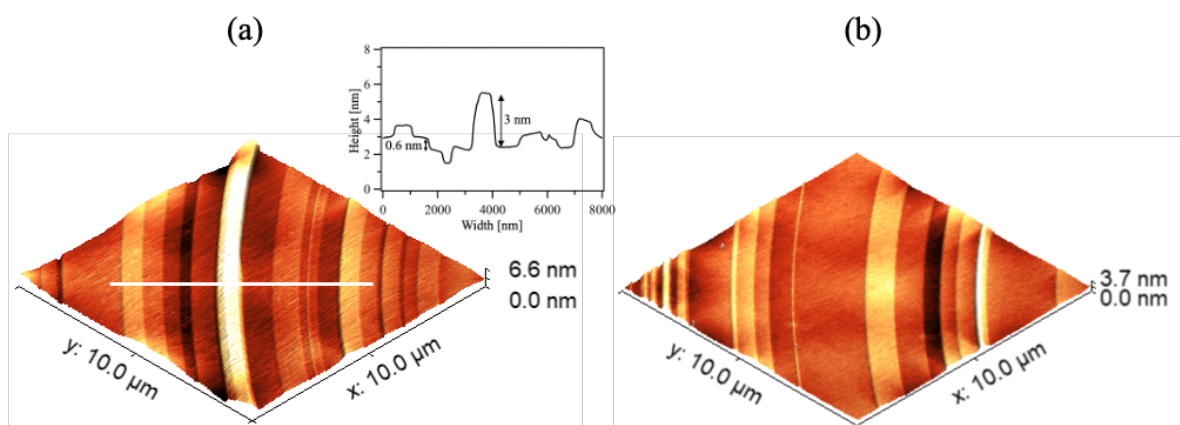 (a)
(b)
8
6
4
2
0
Height [nm]
3 nm
0.6 nm
0 2000 4000 6000 8000
Width [nm]
6.6 nm
0.0 nm
y: 10.0 µm
x: 10.0 µm
3.7 nm
0.0 nm
y: 10.0 µm
x: 10.0 µm